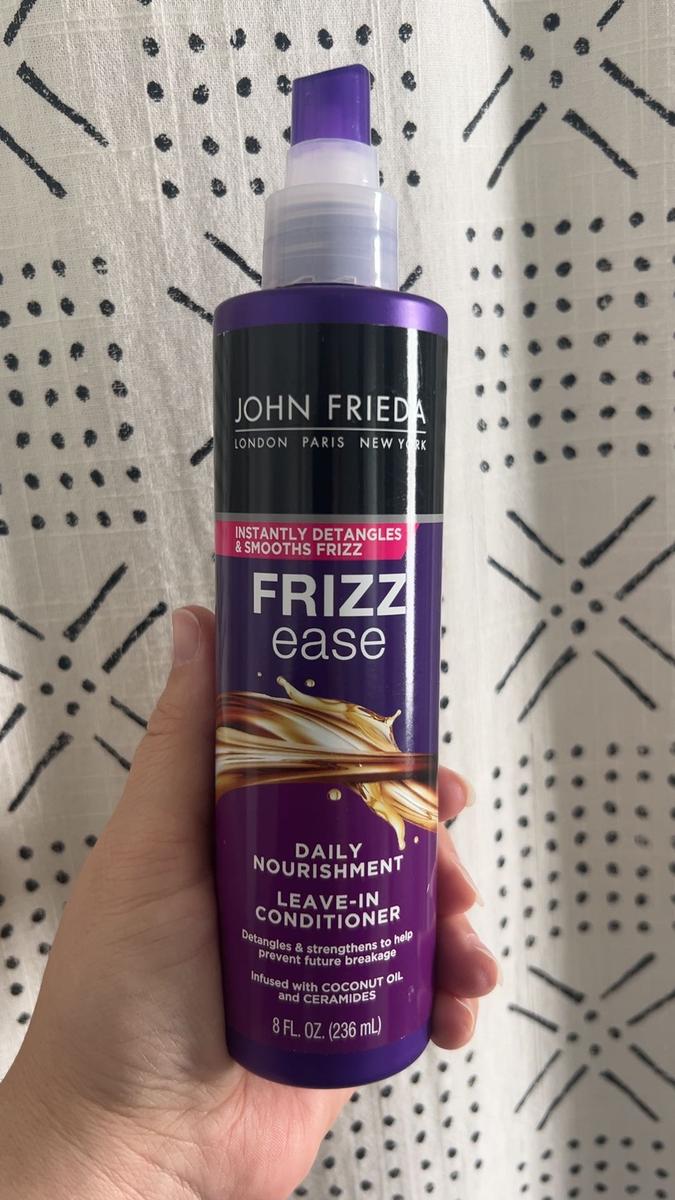 JOHN FRIEDA
LONDON PARIS NEW YORK
INSTANTLY DETANGLES
& SMOOTHS FRIZZ
FRIZZ
ease
DAILY
NOURISHMENT
LEAVE-IN
CONDITIONER
Detangles & strengthens to help
prevent future breakage
Infused with COCONUT OIL
and CERAMIDES
8 FL. OZ. (236 mL)